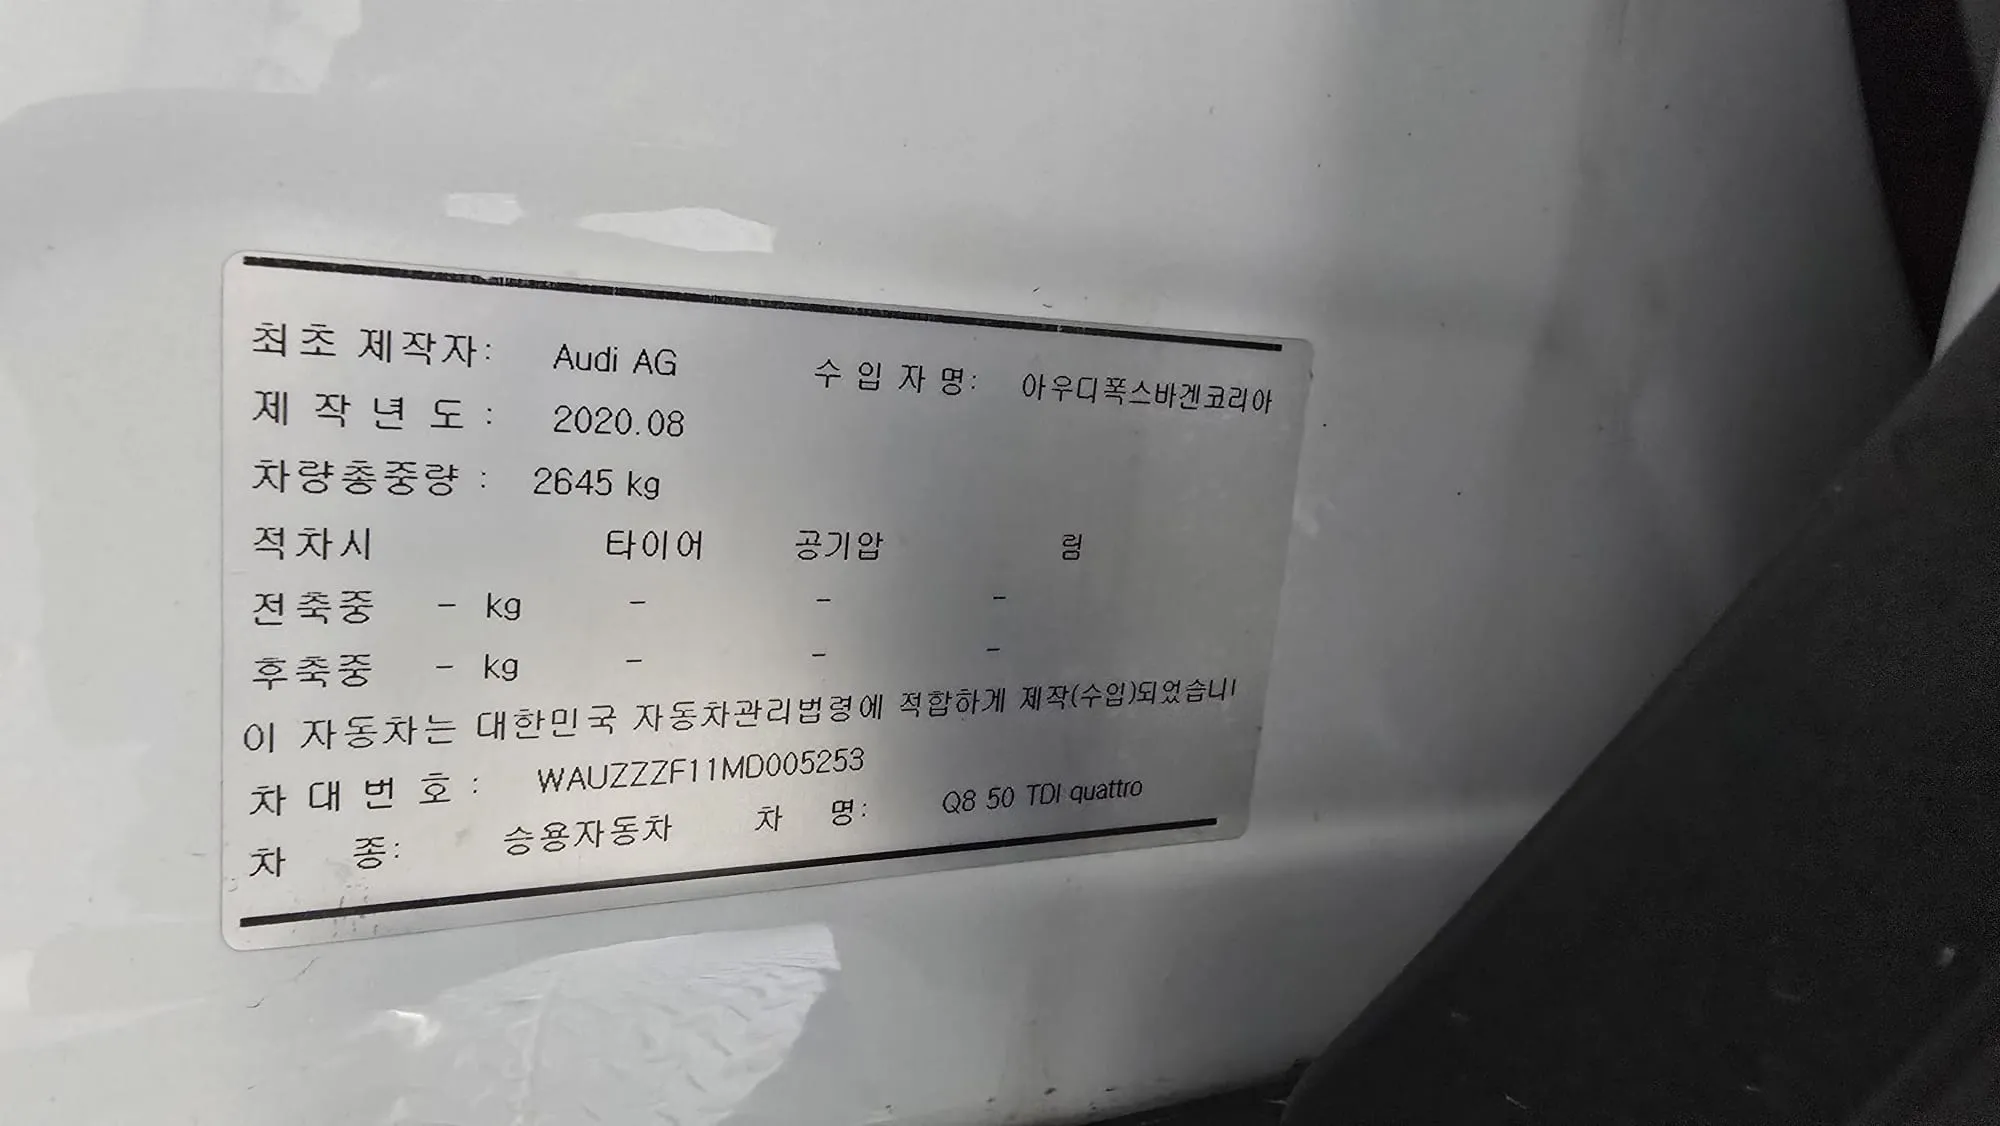 최초 제작자: Audi AG 수 입 자 명: 아우디폭스바겐코리아
제 작 년 도 : 2020.08
차량총중량 : 2645 kg
적차시 타이어 공기압 림
전축중 - kg - - -
후축중 - kg - - -
이 자동차는 대한민국 자동차관리법령에 적합하게 제작(수입)되었습니
차 대 번 호 : WAUZZZF11MD005253
차 종: 승용자동차 차 명: Q8 50 TDI quattro